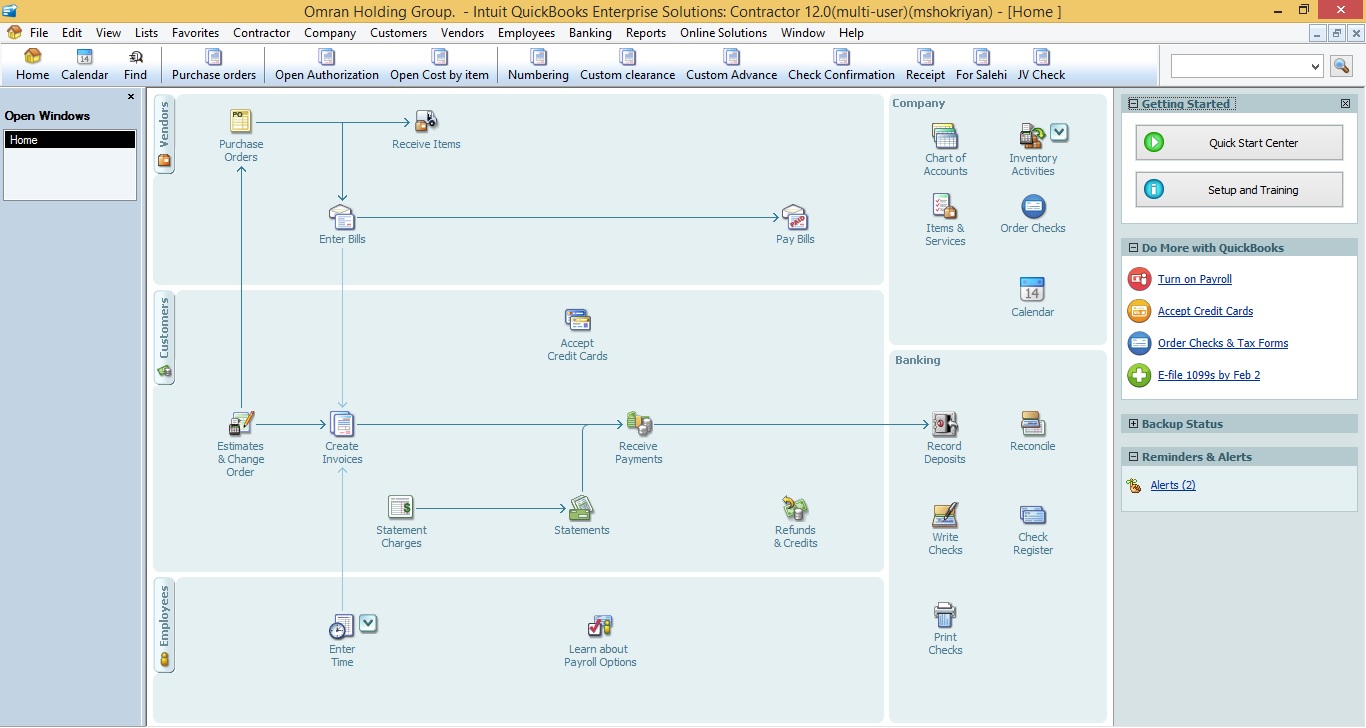 Omran Holding Group. - Intuit QuickBooks Enterprise Solutions: Contractor 12.0(multi-user)(mshokriyan) - [Home ]
File Edit View Lists Favorites Contractor Company Customers Vendors Employees Banking Reports Online Solutions Window Help
Home Calendar Find Purchase orders Open Authorization Open Cost by item Numbering Custom clearance Custom Advance Check Confirmation Receipt For Salehi JV Check
14
Open Windows
Home
Vendors
PO
Purchase
Orders
Receive Items
Enter Bills
PAID
Pay Bills
Customers
Accept
Credit Cards
Estimates
& Change
Order
Create
Invoices
Receive
Payments
$
Statement
Charges
Statements
Refunds
& Credits
Employees
Enter
Time
Learn about
Payroll Options
Company
Chart of
Accounts
Inventory
Activities
Items &
Services
Order Checks
14
Calendar
Banking
Record
Deposits
Reconcile
Write
Checks
Check
Register
Print
Checks
Getting Started
Quick Start Center
Setup and Training
Do More with QuickBooks
Turn on Payroll
Accept Credit Cards
Order Checks & Tax Forms
E-file 1099s by Feb 2
Backup Status
Reminders & Alerts
Alerts (2)